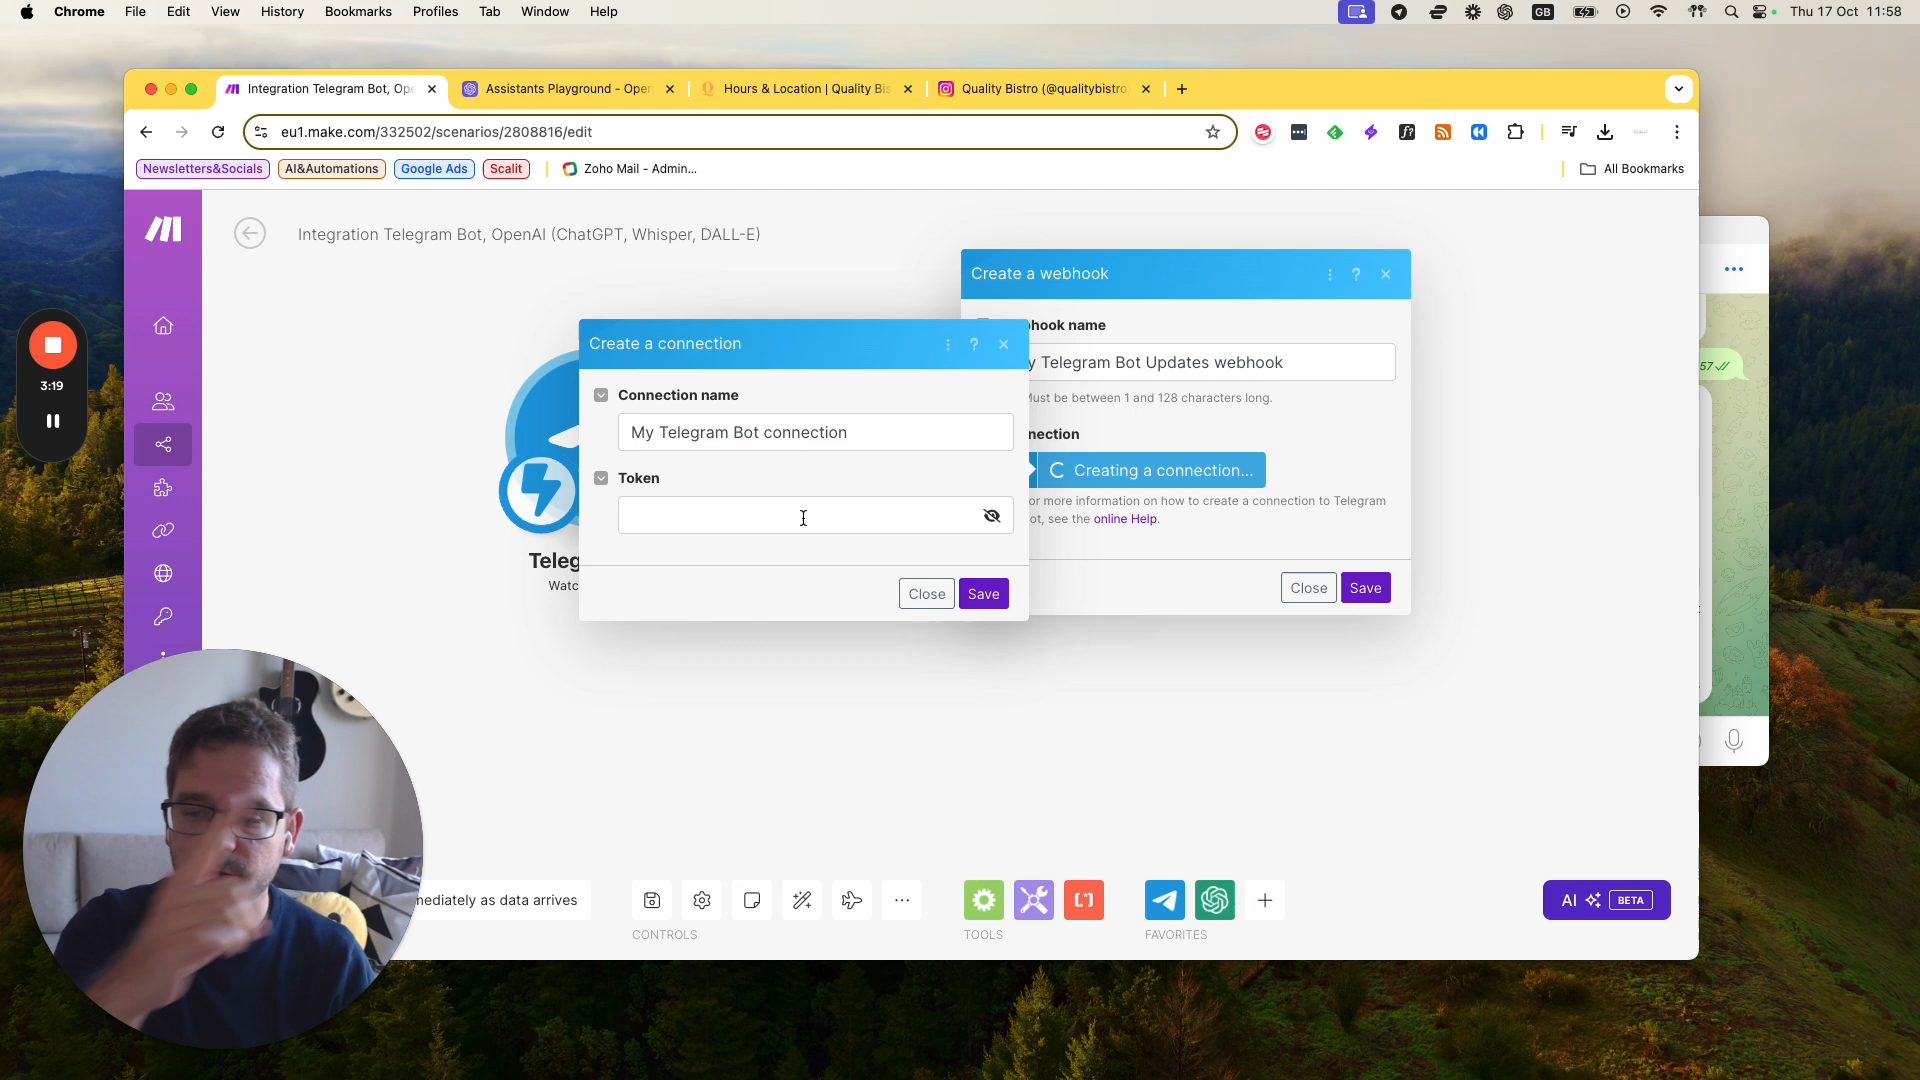 Chrome File Edit View History Bookmarks Profiles Tab Window Help
GB Thu 17 Oct 11:58
Integration Telegram Bot, Ope
Assistants Playground - Open
Hours & Location | Quality Bis
Quality Bistro (@qualitybistro
eu1.make.com/332502/scenarios/2808816/edit
Newsletters&Socials AI&Automations Google Ads Scalit Zoho Mail - Admin... All Bookmarks
Integration Telegram Bot, OpenAI (ChatGPT, Whisper, DALL-E)
Create a webhook
hook name
y Telegram Bot Updates webhook
Must be between 1 and 128 characters long.
nnection
Creating a connection...
or more information on how to create a connection to Telegram
ot, see the online Help.
Close Save
Create a connection
Connection name
My Telegram Bot connection
Token
Close Save
Teleg
Watc
3:19
57
mediately as data arrives
CONTROLS
TOOLS
FAVORITES
AI BETA